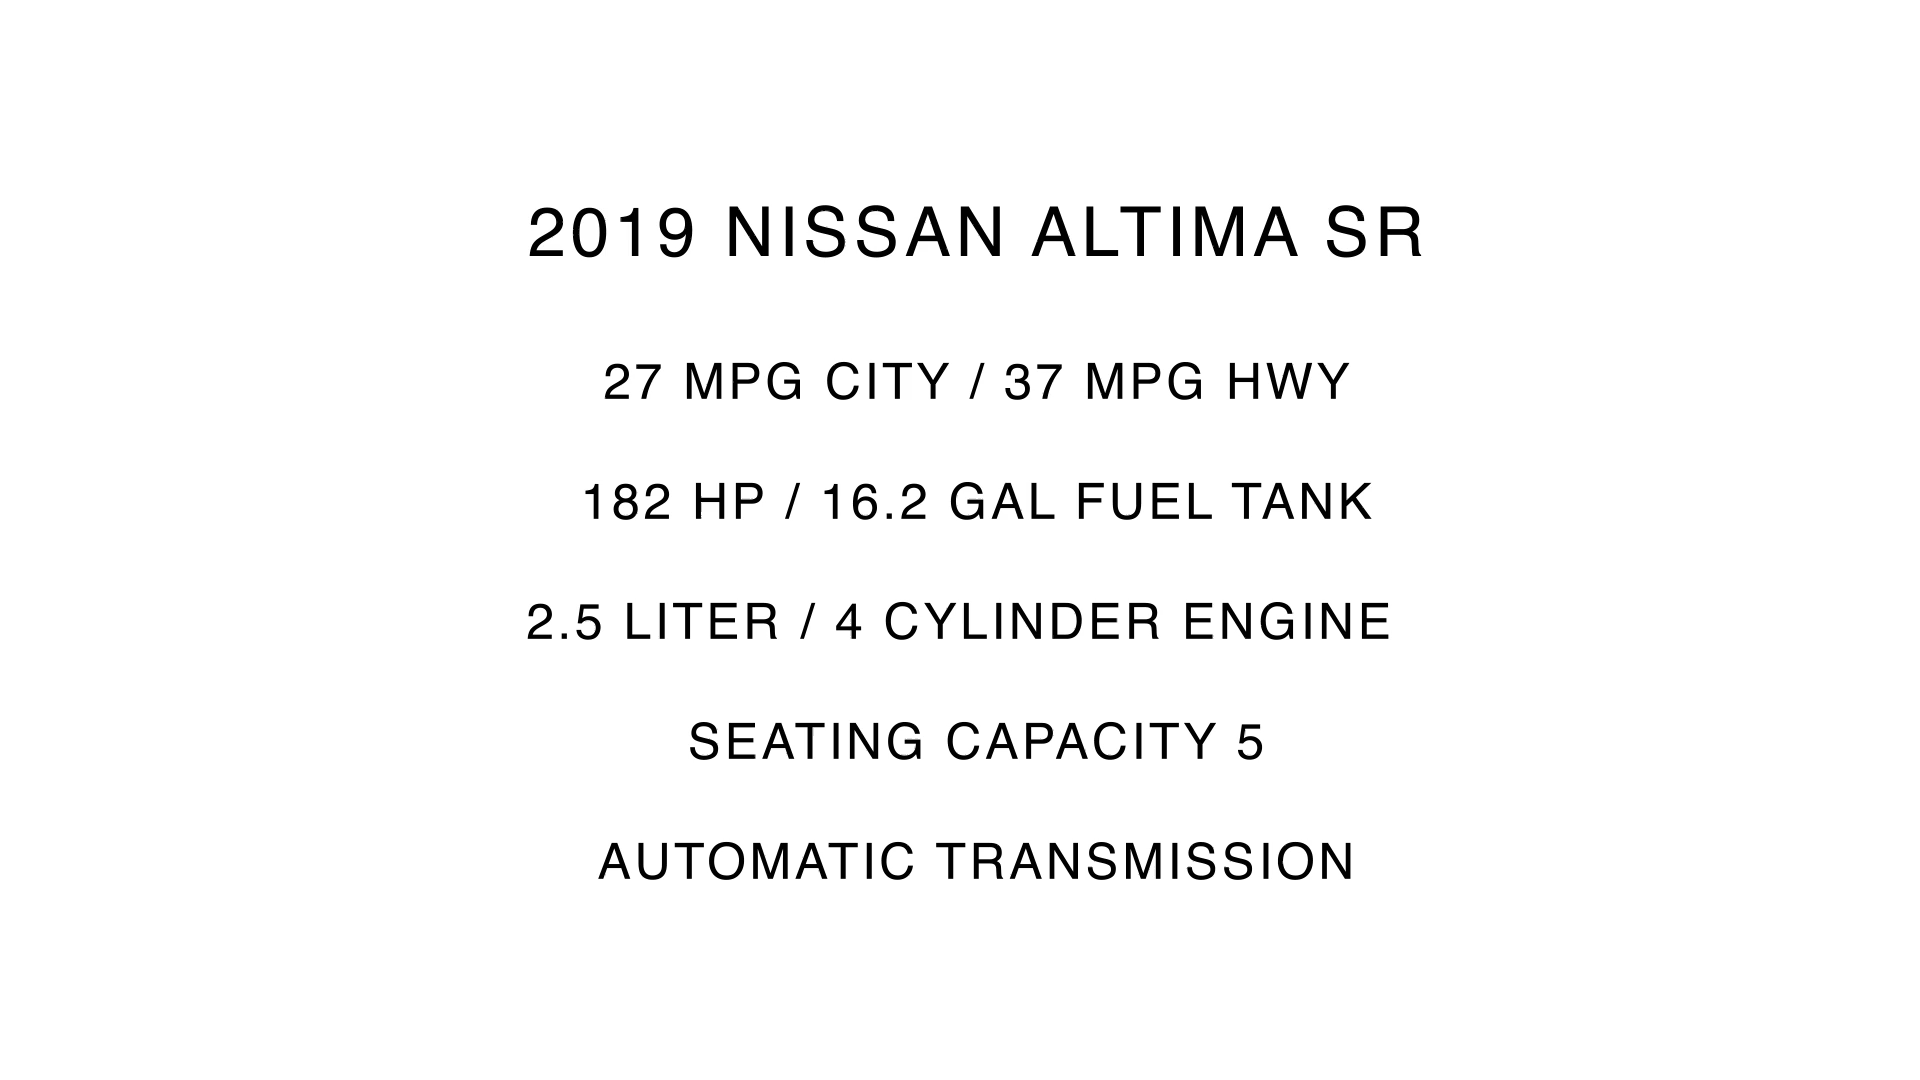 2019 NISSAN ALTIMA SR
27 MPG CITY / 37 MPG HWY
182 HP / 16.2 GAL FUEL TANK
2.5 LITER / 4 CYLINDER ENGINE
SEATING CAPACITY 5
AUTOMATIC TRANSMISSION